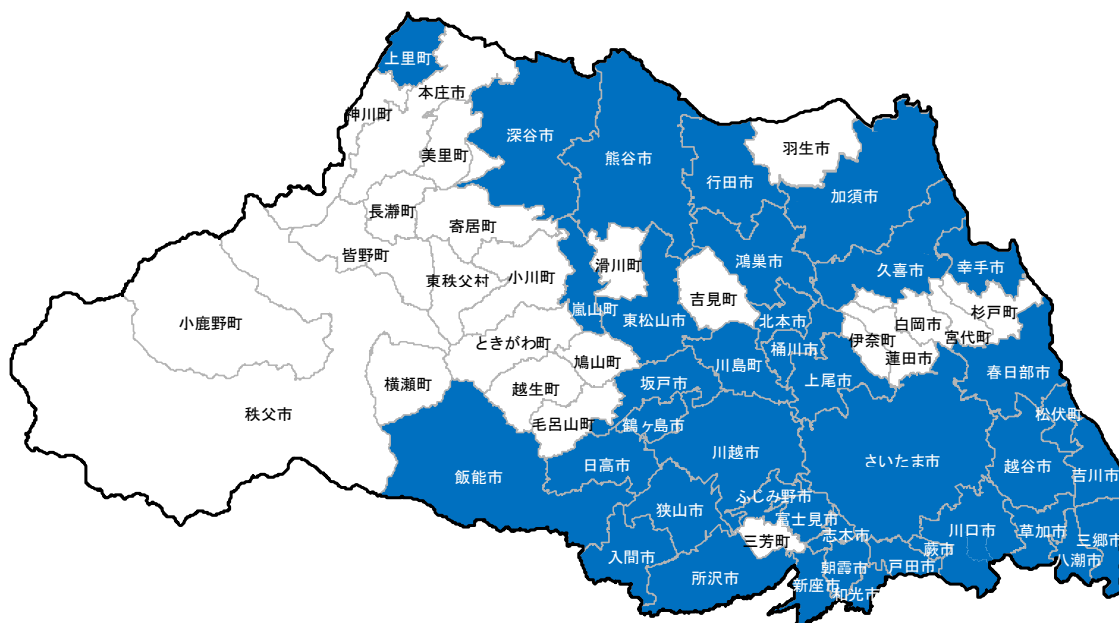 上里町
本庄市
神川町
美里町
深谷市
熊谷市
羽生市
行田市
加須市
長瀞町
寄居町
皆野町
東秩父村
小川町
滑川町
鴻巣市
久喜市
幸手市
吉見町
嵐山町
東松山市
北本市
白岡市
杉戸町
小鹿野町
ときがわ町
伊奈町
宮代町
桶川市
鳩山町
蓮田市
川島町
春日部市
横瀬町
越生町
坂戸市
上尾市
秩父市
毛呂山町
鶴ヶ島市
松伏町
川越市
さいたま市
日高市
越谷市
飯能市
吉川市
ふじみ野市
狭山市
富士見市
三芳町
志木市
川口市
草加市
三郷市
入間市
蕨市
八潮市
所沢市
朝霞市
戸田市
新座市
和光市